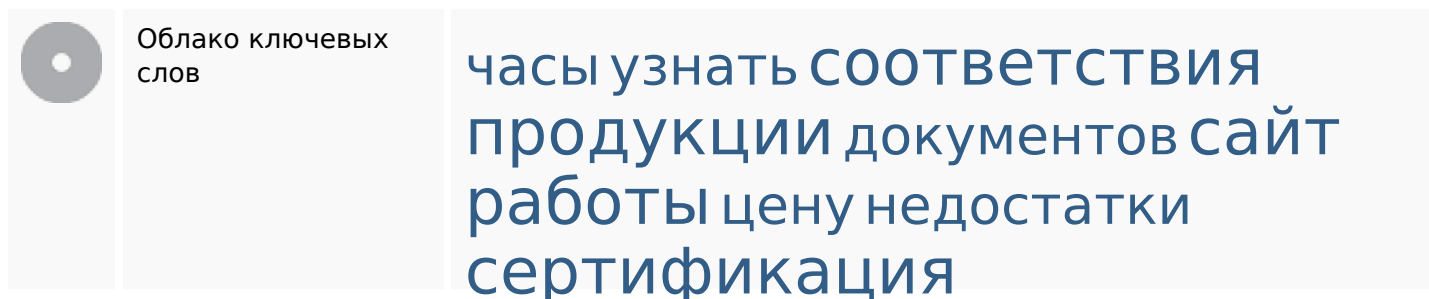 Облако ключевых
слов
часы узнать соответствия
продукции документов сайт
работы цену недостатки
сертификация